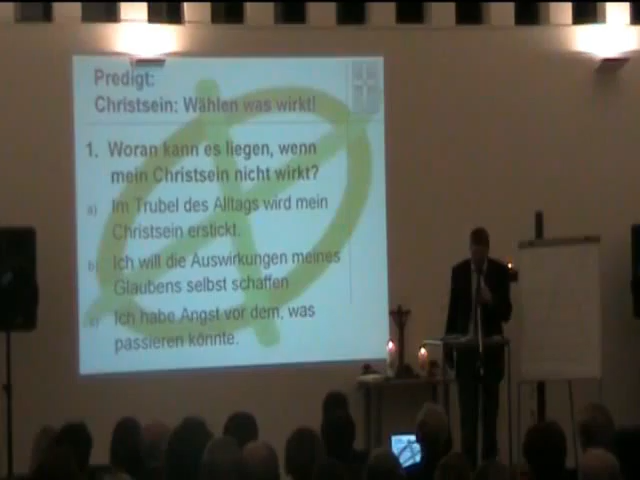 Predigt:
Christsein: Wählen was wirkt!
1. Woran kann es liegen, wenn
mein Christsein nicht wirkt?
a) Im Trubel des Alltags wird mein
Christsein erstickt.
b) Ich will die Auswirkungen meines
Glaubens selbst schaffen
c) Ich habe Angst vor dem, was
passieren könnte.